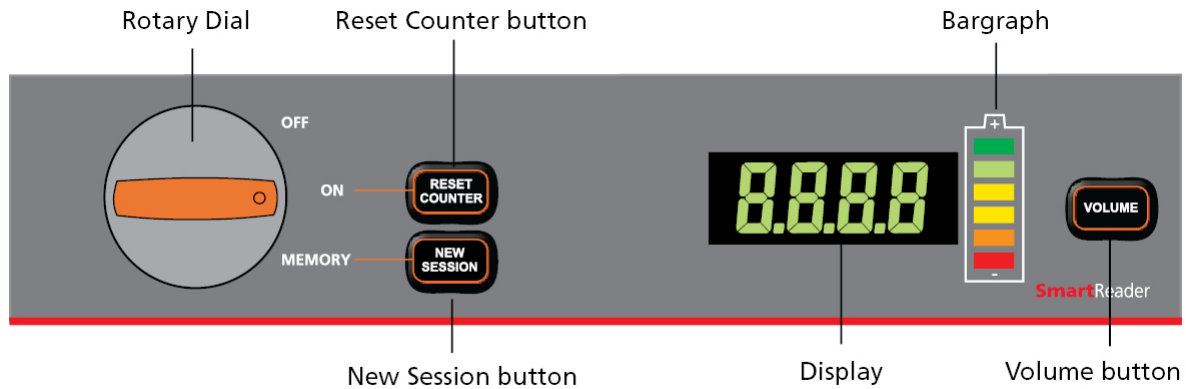 Rotary Dial
Reset Counter button
Bargraph
OFF
ON
RESET
COUNTER
MEMORY
NEW
SESSION
8.8.8.8
+
-
VOLUME
SmartReader
New Session button
Display
Volume button